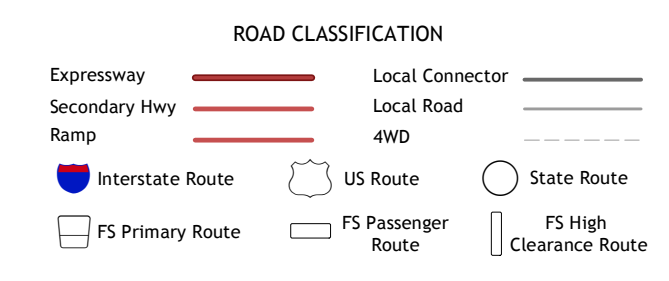 ROAD CLASSIFICATION
Expressway
Local Connector
Secondary Hwy
Local Road
Ramp
4WD
Interstate Route
US Route
State Route
FS Primary Route
FS Passenger
Route
FS High
Clearance Route